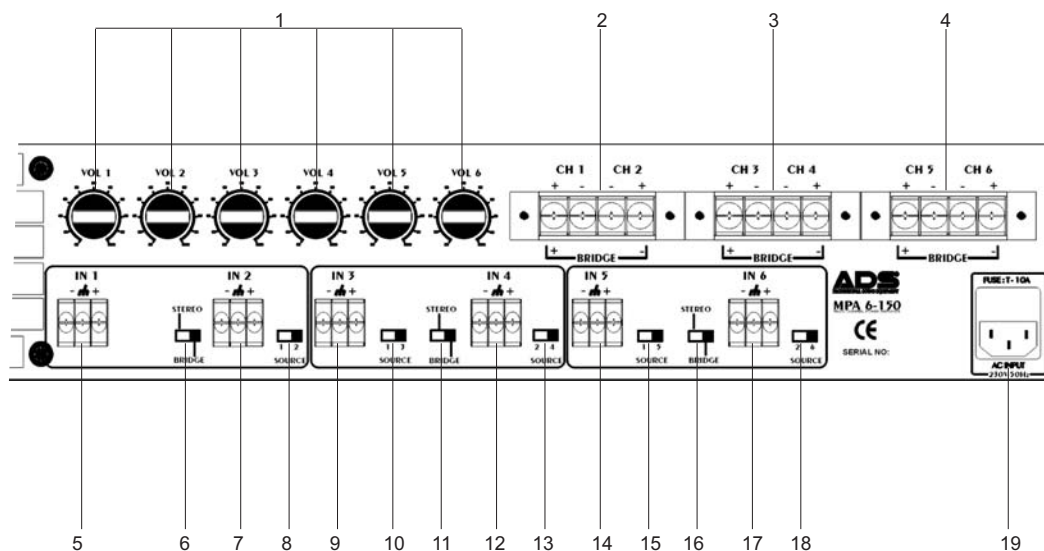 1 2 3 4
VOL 1 VOL 2 VOL 3 VOL 4 VOL 5 VOL 6
CH 1 CH 2 CH 3 CH 4 CH 5 CH 6
+ - - + + - - + + - - +
+ BRIDGE - + BRIDGE - + BRIDGE -
IN 1 IN 2 IN 3 IN 4 IN 5 IN 6
- + - + - + - + - + - +
STEREO STEREO STEREO
BRIDGE BRIDGE BRIDGE
1 2 1 3 2 4 1 5 2 6
SOURCE SOURCE SOURCE SOURCE SOURCE
ADS
MPA 6-150
CE
SERIAL NO:
FUSE: T- 10A
AC INPUT
230V 50Hz
5 6 7 8 9 10 11 12 13 14 15 16 17 18 19